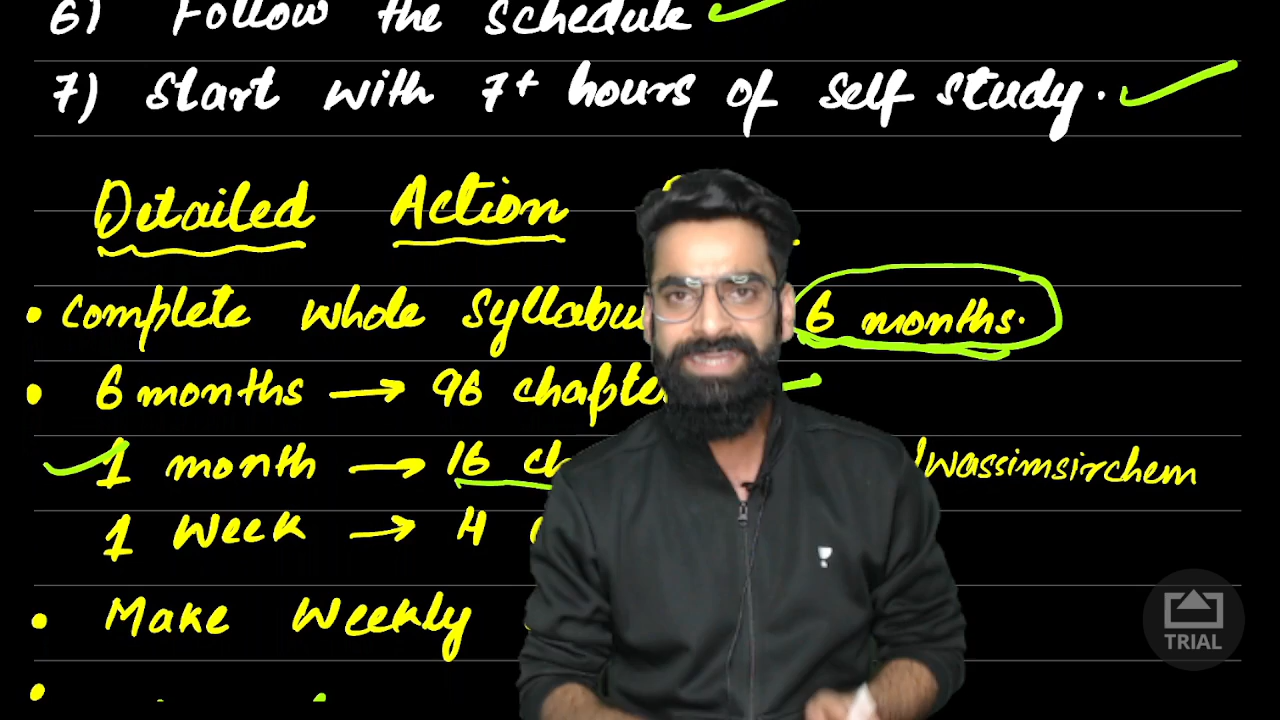 6) Follow the schedule
7) Start with 7+ hours of self study.
Detailed Action
• Complete whole syllabu 6 months.
• 6 months → 96 chapte
1 month → 16 ch /wassimsirchem
1 Week → 4
• Make Weekly
•
TRIAL